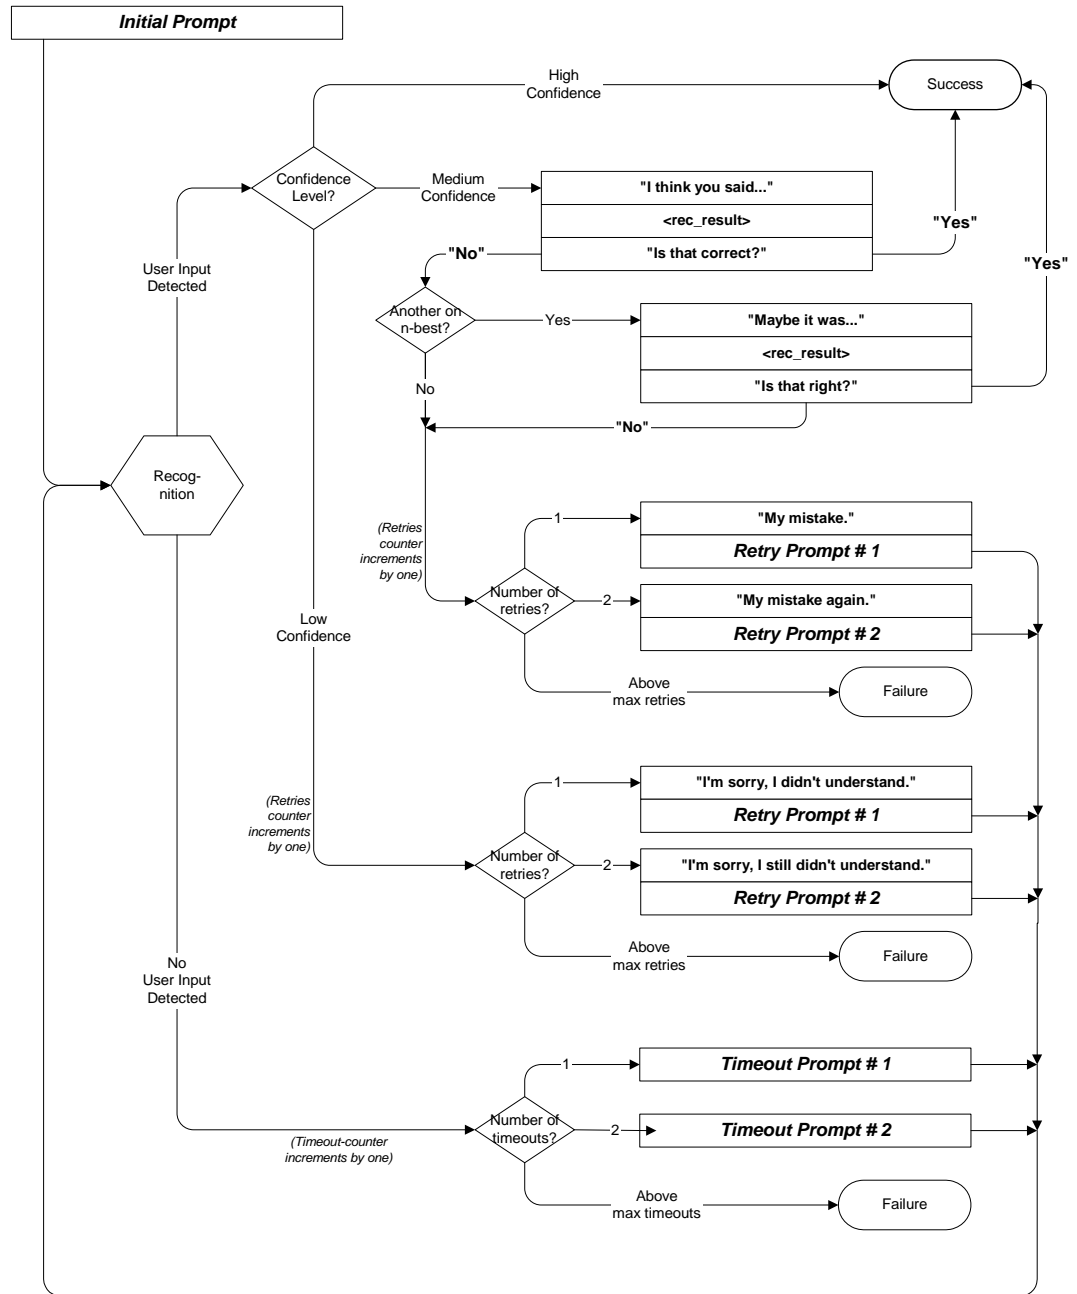 Initial Prompt
High
Confidence
Success
Confidence
Level?
Medium
Confidence
"I think you said..."
<rec_result>
"Is that correct?"
"Yes"
"No"
"Yes"
User Input
Detected
Another on
n-best?
Yes
"Maybe it was..."
<rec_result>
"Is that right?"
No
"No"
Recog-
nition
(Retries
counter
increments
by one)
1
"My mistake."
Retry Prompt # 1
Number of
retries?
2
"My mistake again."
Retry Prompt # 2
Low
Confidence
Above
max retries
Failure
(Retries
counter
increments
by one)
1
"I'm sorry, I didn't understand."
Retry Prompt # 1
Number of
retries?
2
"I'm sorry, I still didn't understand."
Retry Prompt # 2
Above
max retries
Failure
No
User Input
Detected
1
Timeout Prompt # 1
Number of
timeouts?
2
Timeout Prompt # 2
(Timeout-counter
increments by one)
Above
max timeouts
Failure